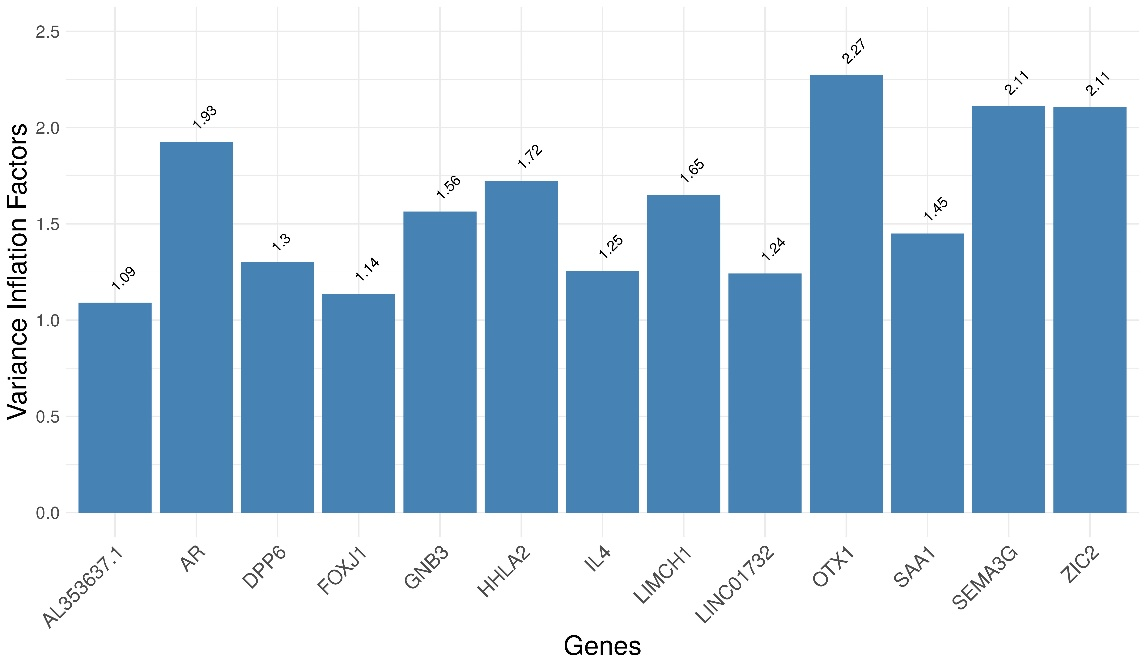 Variance Inflation Factors
2.5
2.0
1.5
1.0
0.5
0.0
1.09
1.93
1.3
1.14
1.56
1.72
1.25
1.65
1.24
2.27
1.45
2.11
2.11
AL353637.1
AR
DPP6
FOXJ1
GNB3
HHLA2
IL4
LIMCH1
LINC01732
OTX1
SAA1
SEMA3G
ZIC2
Genes